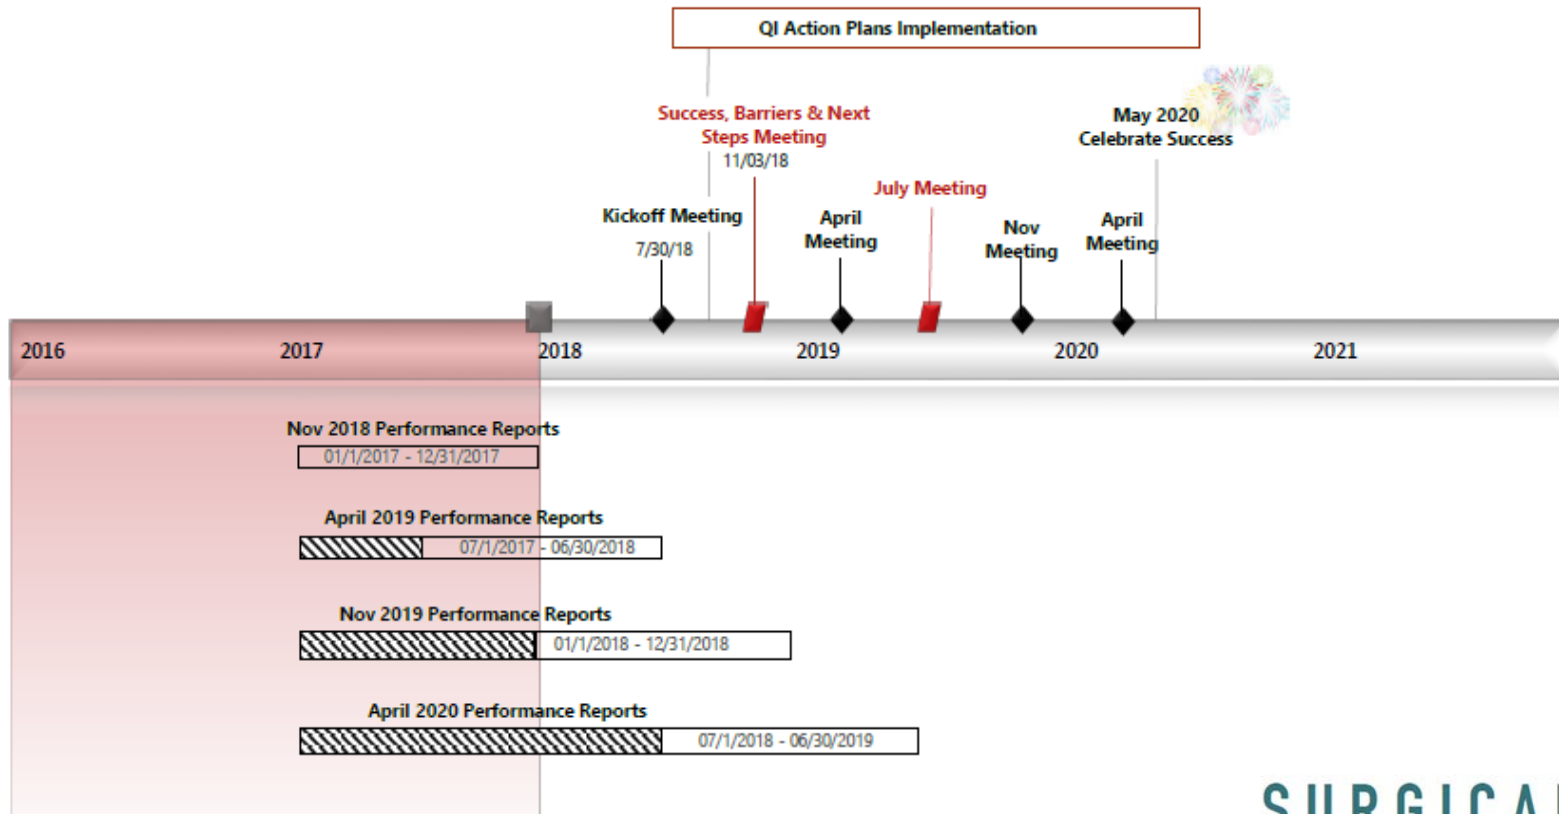 QI Action Plans Implementation
Success, Barriers & Next
Steps Meeting
11/03/18
May 2020
Celebrate Success
July Meeting
Kickoff Meeting
7/30/18
April
Meeting
Nov
Meeting
April
Meeting
2016
2017
2018
2019
2020
2021
Nov 2018 Performance Reports
01/1/2017 - 12/31/2017
April 2019 Performance Reports
07/1/2017 - 06/30/2018
Nov 2019 Performance Reports
01/1/2018 - 12/31/2018
April 2020 Performance Reports
07/1/2018 - 06/30/2019